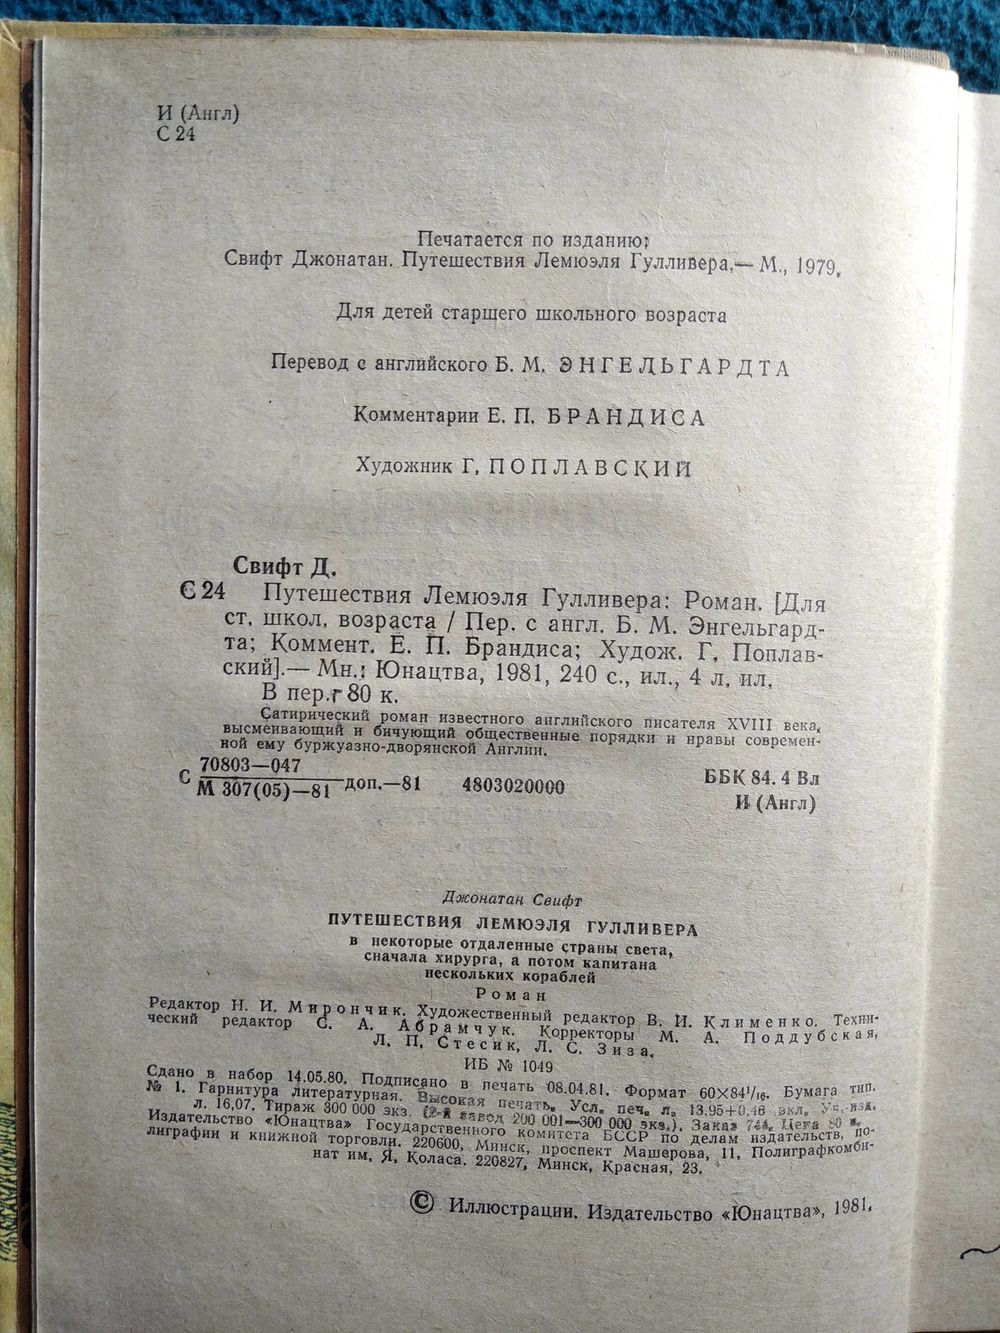 И (Англ)
С 24
Печатается по изданию:
Свифт Джонатан. Путешествия Лемюэля Гулливера.— М., 1979.
Для детей старшего школьного возраста
Перевод с английского Б. М. ЭНГЕЛЬГАРДТА
Комментарии Е. П. БРАНДИСА
Художник Г. ПОПЛАВСКИЙ
Свифт Д.
С 24 Путешествия Лемюэля Гулливера: Роман. [Для
ст. школ. возраста / Пер. с англ. Б. М. Энгельгард-
та; Коммент. Е. П. Брандиса; Худож. Г. Поплав-
ский].— Мн.: Юнацтва, 1981, 240 с., ил., 4 л. ил.
В пер.: 80 к.
Сатирический роман известного английского писателя XVIII века,
высмеивающий и бичующий общественные порядки и нравы современ-
ной ему буржуазно-дворянской Англии.
С 70803—047
М 307(05)—81 доп.—81 4803020000 ББК 84.4 Вл
И (Англ)
Джонатан Свифт
ПУТЕШЕСТВИЯ ЛЕМЮЭЛЯ ГУЛЛИВЕРА
в некоторые отдаленные страны света,
сначала хирурга, а потом капитана
нескольких кораблей
Роман
Редактор Н. И. Мирончик. Художественный редактор В. И. Клименко. Техни-
ческий редактор С. А. Абрамчук. Корректоры М. А. Поддубская,
Л. П. Стесик, Л. С. Зиза.
ИБ № 1049
Сдано в набор 14.05.80. Подписано в печать 08.04.81. Формат 60×84¹/₁₆. Бумага тип.
№ 1. Гарнитура литературная. Высокая печать. Усл. печ. л. 13,95+0,46 вкл. Уч.-изд.
л. 16,07. Тираж 300 000 экз. (2-й завод 200 001—300 000 экз.). Заказ 744. Цена 80 к.
Издательство «Юнацтва» Государственного комитета БССР по делам издательств, по-
лиграфии и книжной торговли. 220600, Минск, проспект Машерова, 11. Полиграфкомби-
нат им. Я. Коласа. 220827, Минск, Красная, 23.
© Иллюстрации. Издательство «Юнацтва», 1981.